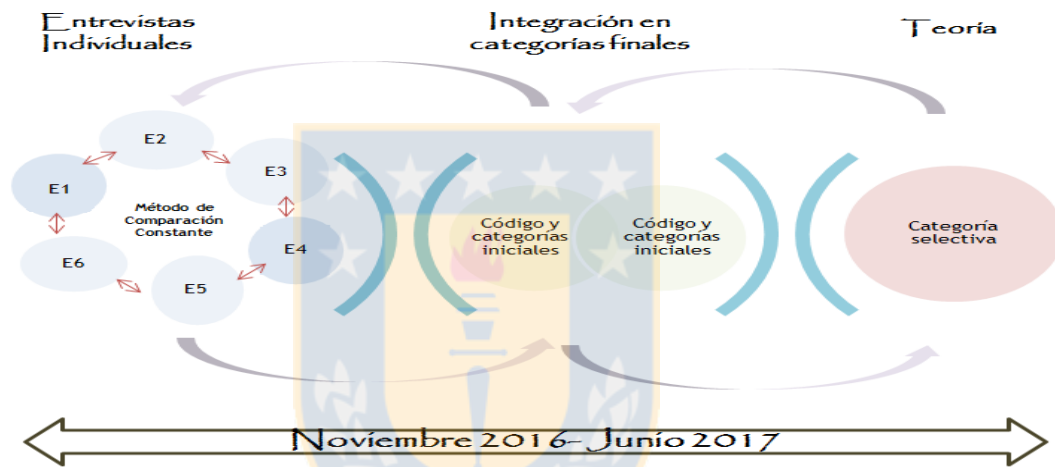 Entrevistas
Individuales
Integración en
categorías finales
Teoría
E2
E3
E1
Método de
Comparación
Constante
E4
E6
E5
Código y
categorías
iniciales
Código y
categorías
iniciales
Categoría
selectiva
Noviembre 2016- Junio 2017